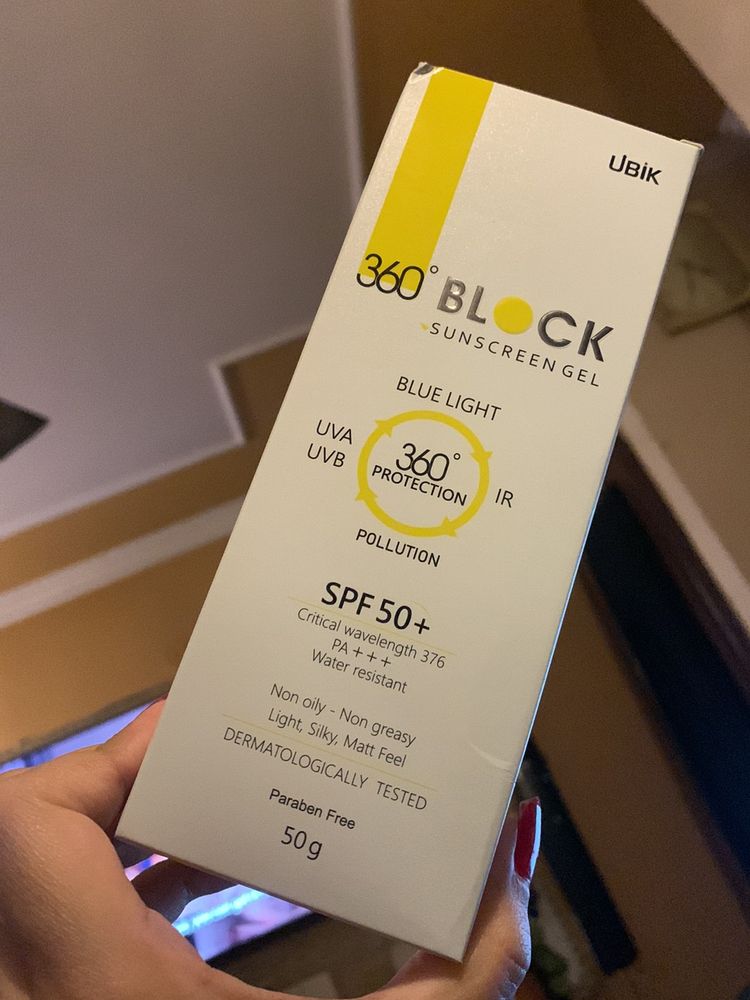 UBiK
360° BLOCK
SUNSCREEN GEL
BLUE LIGHT
UVA
UVB
360°
PROTECTION
IR
POLLUTION
SPF 50+
Critical wavelength 376
PA + + +
Water resistant
Non oily - Non greasy
Light, Silky, Matt Feel
DERMATOLOGICALLY TESTED
Paraben Free
50 g